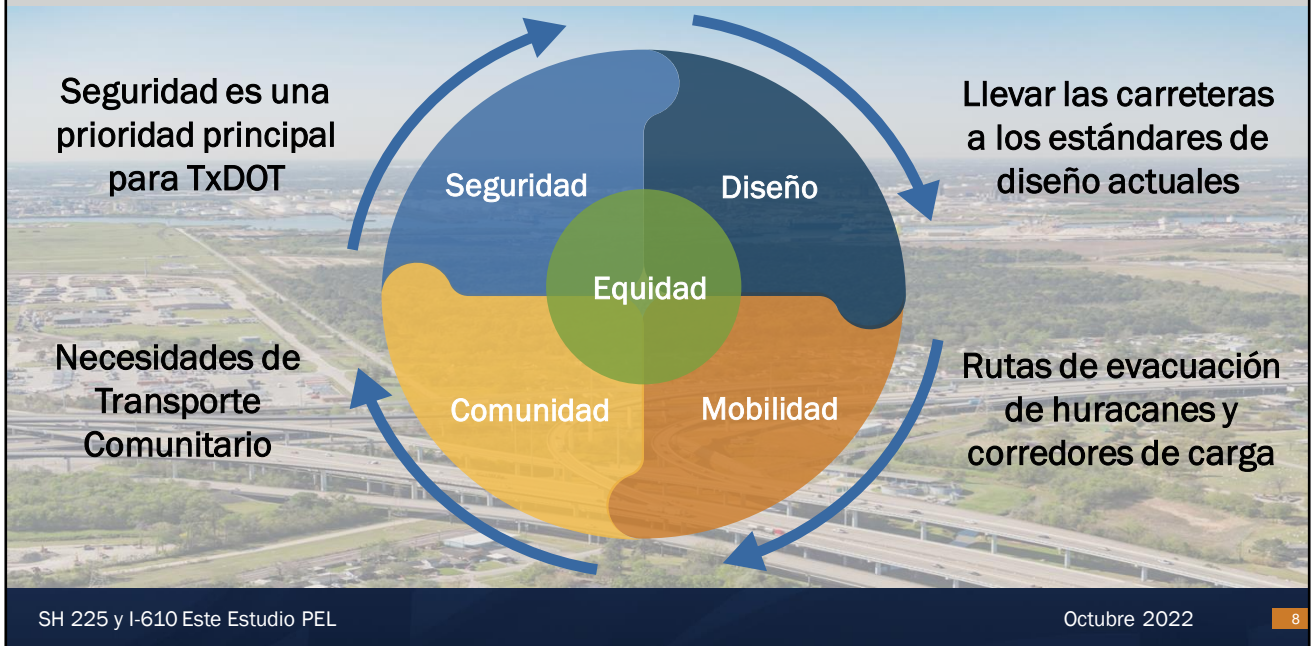 Seguridad es una
prioridad principal
para TxDOT
Llevar las carreteras
a los estándares de
diseño actuales
Seguridad
Diseño
Equidad
Necesidades de
Transporte
Comunitario
Comunidad
Mobilidad
Rutas de evacuación
de huracanes y
corredores de carga
SH 225 y I-610 Este Estudio PEL
Octubre 2022
8